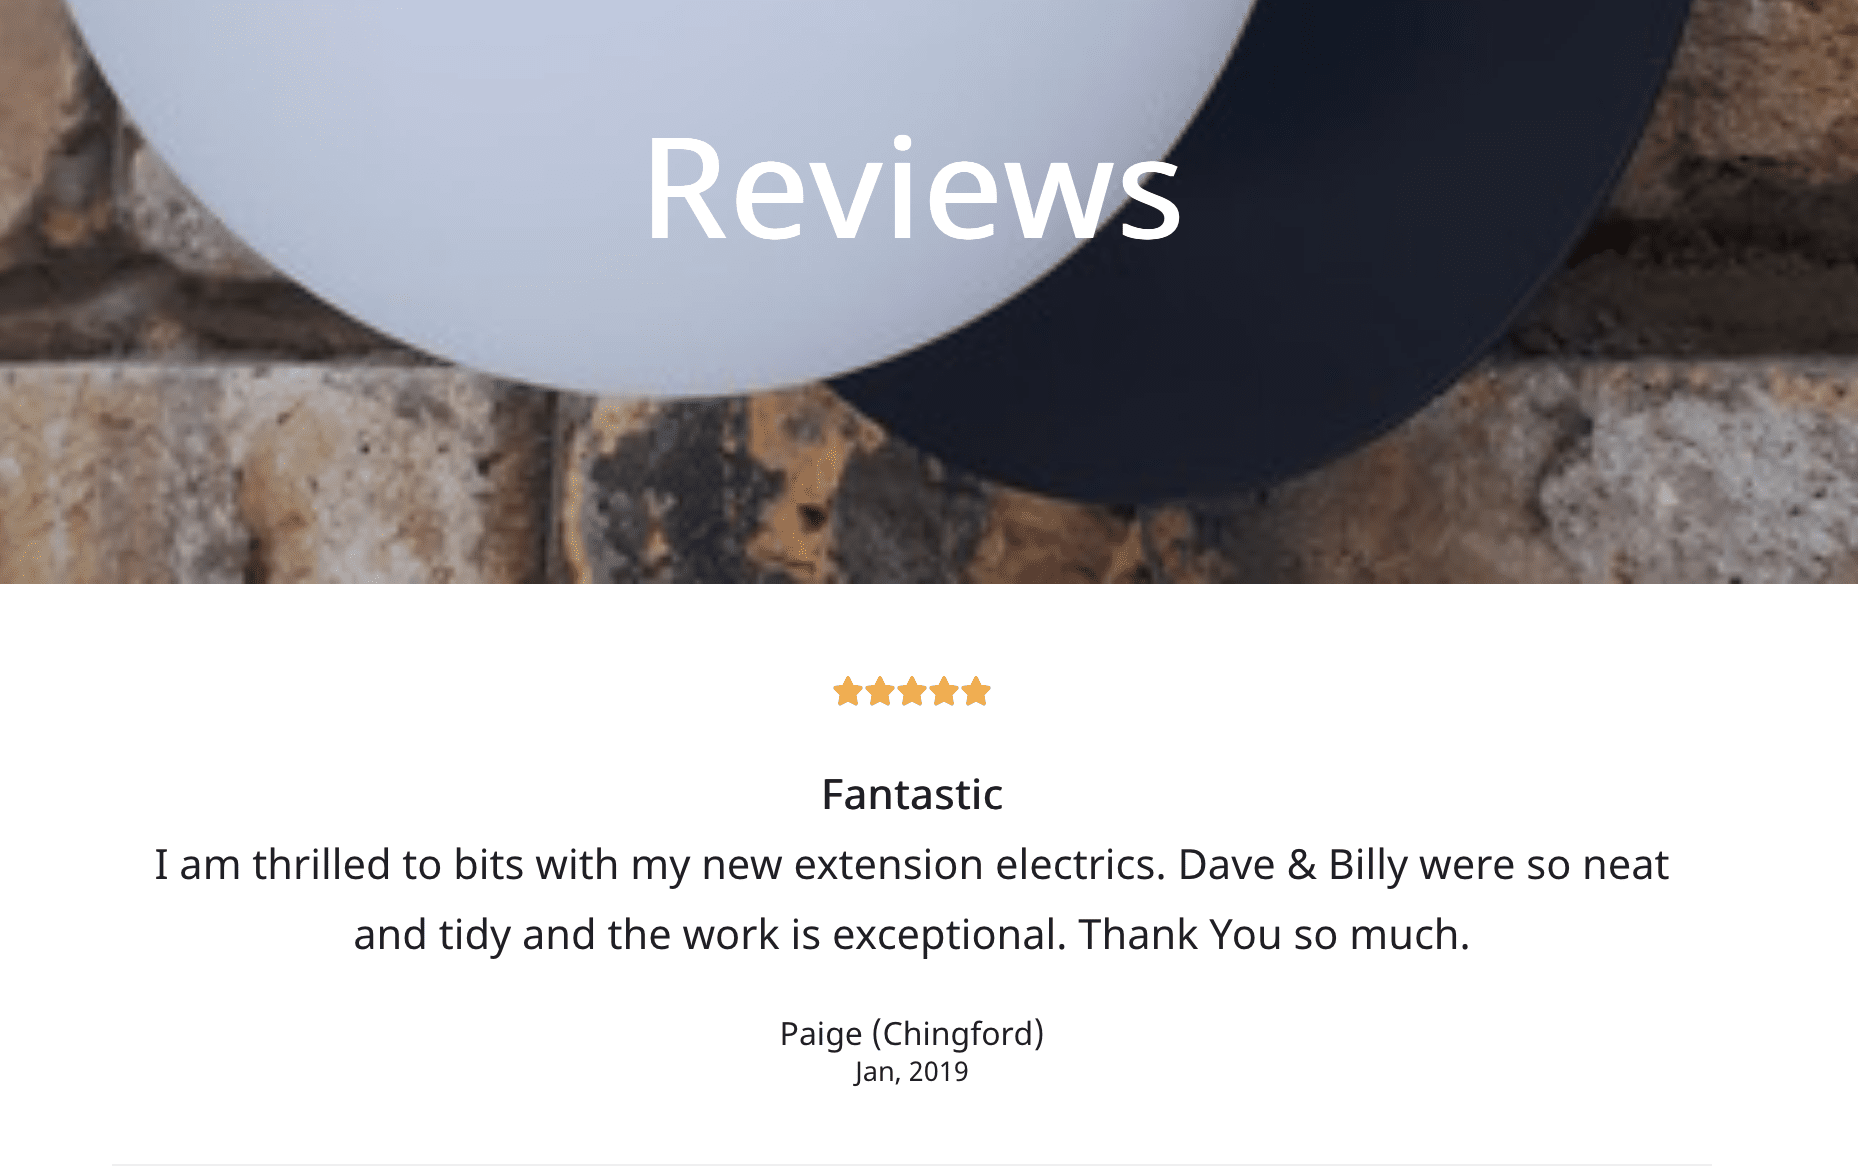 Reviews
Fantastic
I am thrilled to bits with my new extension electrics. Dave & Billy were so neat
and tidy and the work is exceptional. Thank You so much.
Paige (Chingford)
Jan, 2019